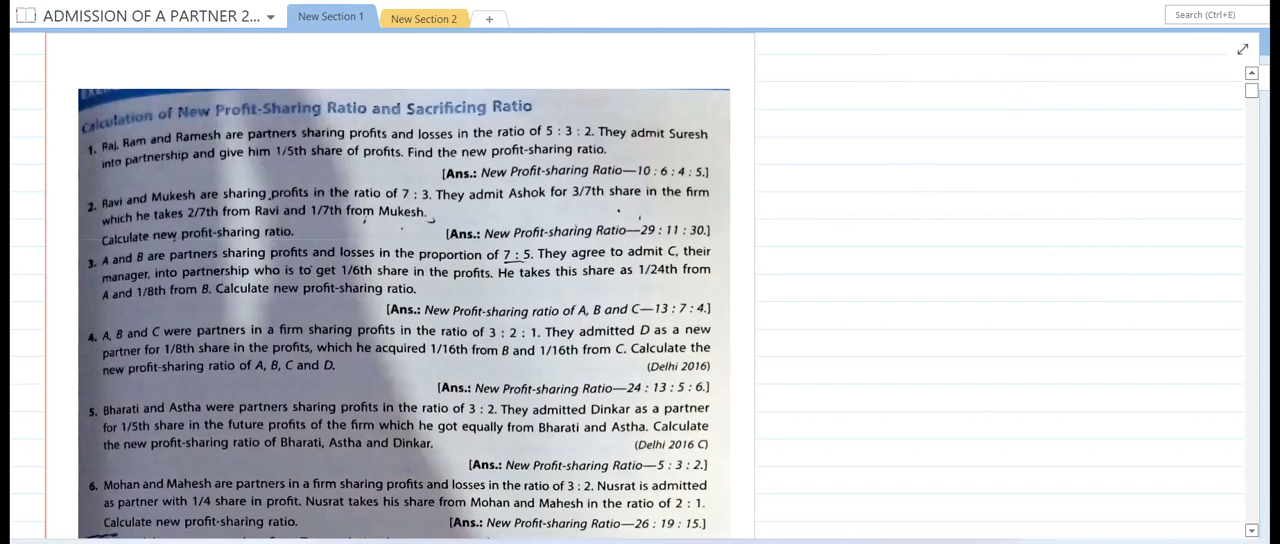 ADMISSION OF A PARTNER 2...
New Section 1
New Section 2
+
Search (Ctrl+E)
Calculation of New Profit-Sharing Ratio and Sacrificing Ratio
1. Raj, Ram and Ramesh are partners sharing profits and losses in the ratio of 5 : 3 : 2. They admit Suresh
into partnership and give him 1/5th share of profits. Find the new profit-sharing ratio.
[Ans.: New Profit-sharing Ratio—10 : 6 : 4 : 5.]
2. Ravi and Mukesh are sharing profits in the ratio of 7 : 3. They admit Ashok for 3/7th share in the firm
which he takes 2/7th from Ravi and 1/7th from Mukesh.
Calculate new profit-sharing ratio. [Ans.: New Profit-sharing Ratio—29 : 11 : 30.]
3. A and B are partners sharing profits and losses in the proportion of 7 : 5. They agree to admit C, their
manager, into partnership who is to get 1/6th share in the profits. He takes this share as 1/24th from
A and 1/8th from B. Calculate new profit-sharing ratio.
[Ans.: New Profit-sharing ratio of A, B and C—13 : 7 : 4.]
4. A, B and C were partners in a firm sharing profits in the ratio of 3 : 2 : 1. They admitted D as a new
partner for 1/8th share in the profits, which he acquired 1/16th from B and 1/16th from C. Calculate the
new profit-sharing ratio of A, B, C and D. (Delhi 2016)
[Ans.: New Profit-sharing Ratio—24 : 13 : 5 : 6.]
5. Bharati and Astha were partners sharing profits in the ratio of 3 : 2. They admitted Dinkar as a partner
for 1/5th share in the future profits of the firm which he got equally from Bharati and Astha. Calculate
the new profit-sharing ratio of Bharati, Astha and Dinkar. (Delhi 2016 C)
[Ans.: New Profit-sharing Ratio—5 : 3 : 2.]
6. Mohan and Mahesh are partners in a firm sharing profits and losses in the ratio of 3 : 2. Nusrat is admitted
as partner with 1/4 share in profit. Nusrat takes his share from Mohan and Mahesh in the ratio of 2 : 1.
Calculate new profit-sharing ratio. [Ans.: New Profit-sharing Ratio—26 : 19 : 15.]